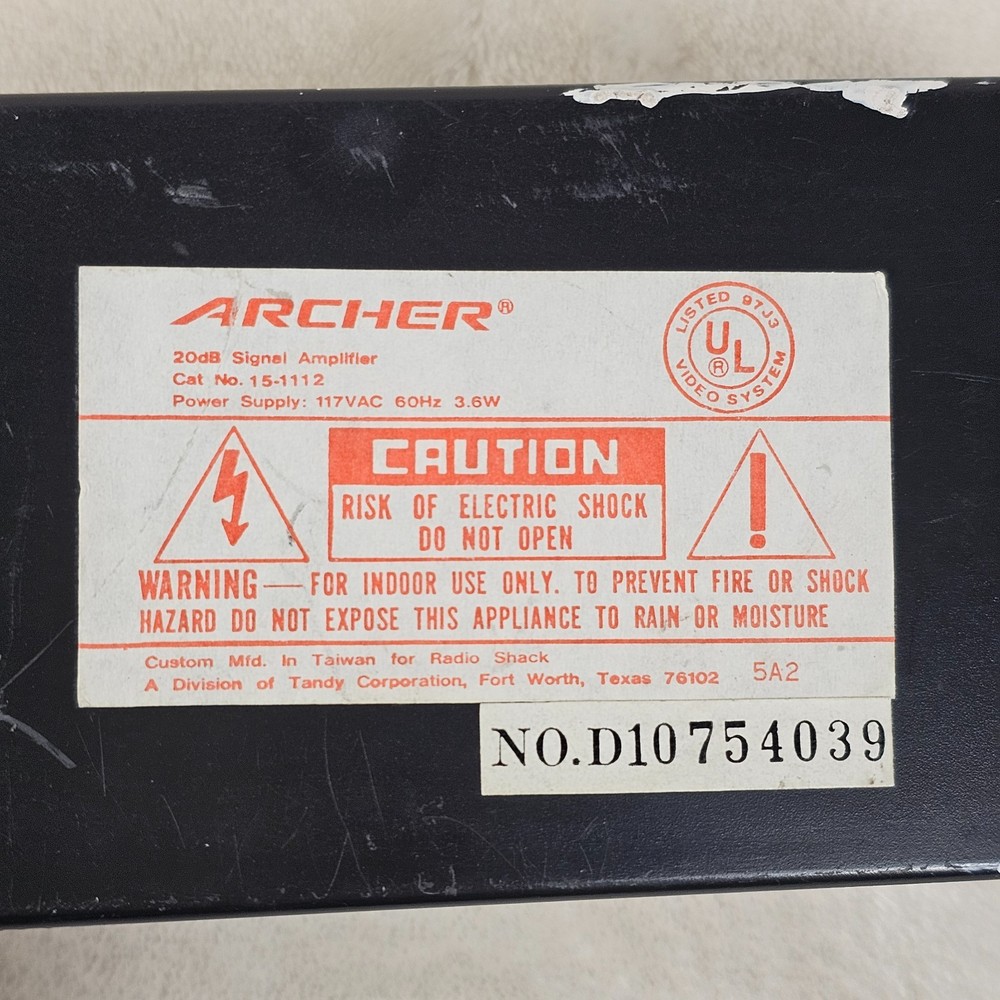 ARCHER®
20dB Signal Amplifier
Cat No. 15-1112
Power Supply: 117VAC 60Hz 3.6W
LISTED 97J3
UL®
VIDEO SYSTEM
CAUTION
RISK OF ELECTRIC SHOCK
DO NOT OPEN
!
WARNING — FOR INDOOR USE ONLY. TO PREVENT FIRE OR SHOCK
HAZARD DO NOT EXPOSE THIS APPLIANCE TO RAIN OR MOISTURE
Custom Mfd. In Taiwan for Radio Shack
A Division of Tandy Corporation, Fort Worth, Texas 76102 5A2
NO.D10754039